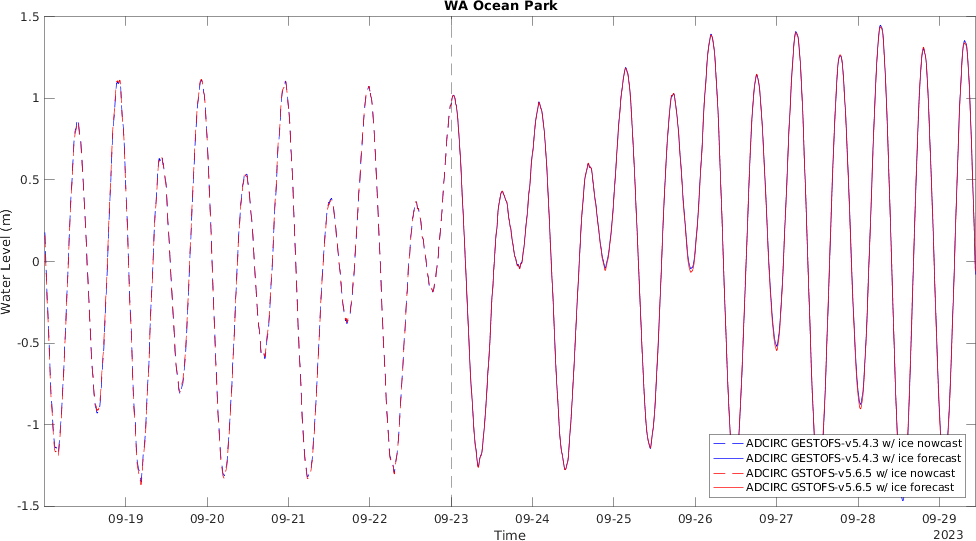 WA Ocean Park
1.5
1
0.5
0
-0.5
-1
-1.5
Water Level (m)
09-19 09-20 09-21 09-22 09-23 09-24 09-25 09-26 09-27 09-28 09-29
Time
2023
ADCIRC GESTOFS-v5.4.3 w/ ice nowcast
ADCIRC GESTOFS-v5.4.3 w/ ice forecast
ADCIRC GSTOFS-v5.6.5 w/ ice nowcast
ADCIRC GSTOFS-v5.6.5 w/ ice forecast